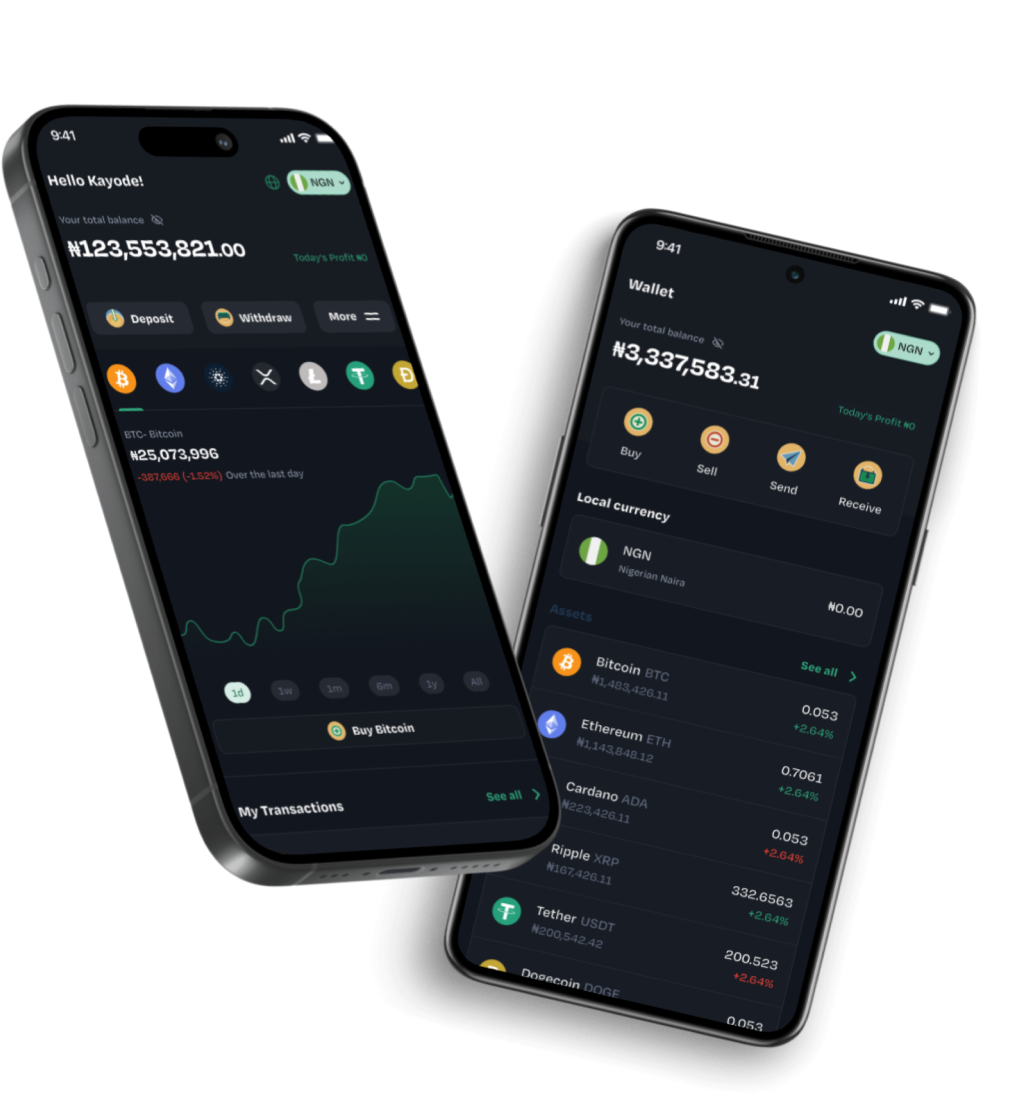 9:41
Hello Kayode!
NGN
Your total balance
₦123,553,821.00
Today's Profit ₦0
Deposit
Withdraw
More
BTC- Bitcoin
₦25,073,996
-387,666 (-1.52%) Over the last day
1d
1w
1m
6m
1y
All
Buy Bitcoin
My Transactions
See all
9:41
Wallet
Your total balance
NGN
₦3,337,583.31
Today's Profit ₦0
Buy
Sell
Send
Receive
Local currency
NGN
Nigerian Naira
₦0.00
Assets
See all
Bitcoin BTC
₦1,483,426.11
0.053
+2.64%
Ethereum ETH
₦1,143,848.12
0.7061
+2.64%
Cardano ADA
₦223,426.11
0.053
+2.64%
Ripple XRP
₦167,426.11
332.6563
+2.64%
Tether USDT
₦200,542.42
200.523
+2.64%
Dogecoin DOGE
0.053